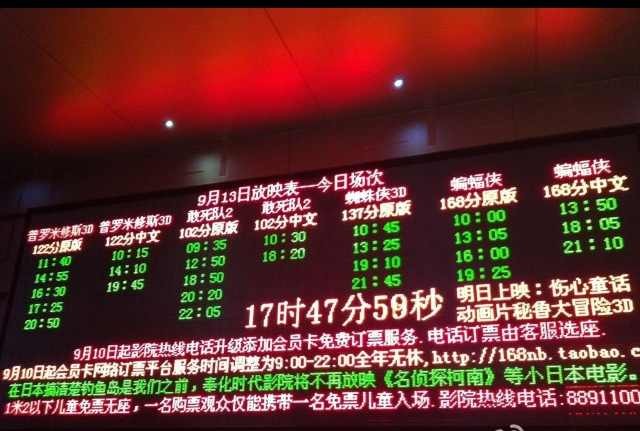 9月13日放映表——今日场次
普罗米修斯3D 普罗米修斯3D 敢死队2 敢死队2 蜘蛛侠3D 蝙蝠侠 蝙蝠侠
122分原版 122分中文 102分原版 102分中文 137分原版 168分原版 168分中文
11:40 10:15 09:35 10:30 10:45 10:00 13:50
14:55 14:10 12:50 18:20 13:25 13:05 18:05
16:30 19:45 18:50 19:10 16:00 21:10
17:25 20:20 21:45 19:25
20:50 22:05
17时47分59秒
明日上映：伤心童话
动画片秘鲁大冒险3D
9月10日起影院热线电话升级添加会员卡免费订票服务.电话订票由客服选座.
9月10日起会员卡网络订票平台服务时间调整为9:00-22:00全年无休,http://168nb.taobao.c
在日本搞清楚钓鱼岛是我们之前，奉化时代影院将不再放映《名侦探柯南》等小日本电影。
1米2以下儿童免票无座，一名购票观众仅能携带一名免票儿童入场.影院热线电话:8891100